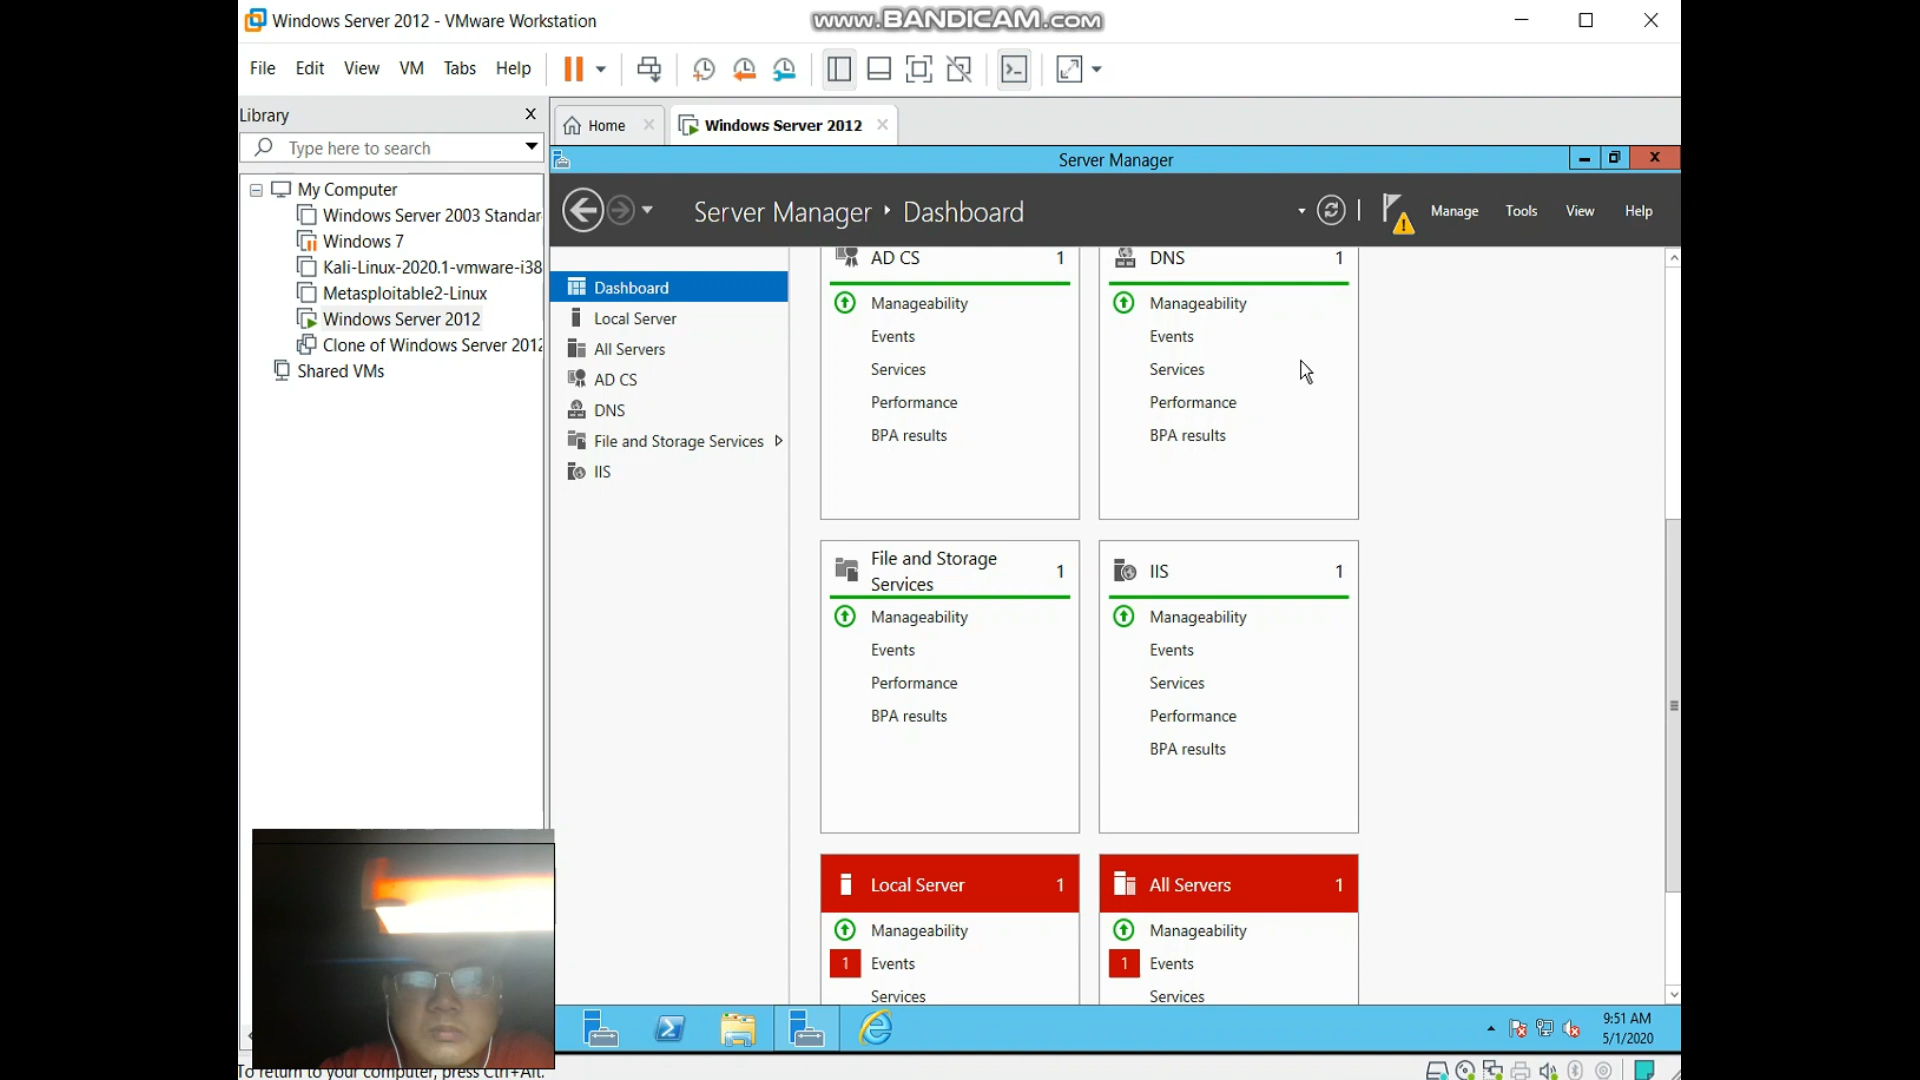 Windows Server 2012 - VMware Workstation
www.BANDICAM.com
File Edit View VM Tabs Help
Library
Type here to search
Home
Windows Server 2012
My Computer
Windows Server 2003 Standar
Windows 7
Kali-Linux-2020.1-vmware-i38
Metasploitable2-Linux
Windows Server 2012
Clone of Windows Server 2012
Shared VMs
Server Manager
Server Manager Dashboard
Manage Tools View Help
Dashboard
Local Server
All Servers
AD CS
DNS
File and Storage Services
IIS
AD CS 1
Manageability
Events
Services
Performance
BPA results
DNS 1
Manageability
Events
Services
Performance
BPA results
File and Storage
Services 1
Manageability
Events
Performance
BPA results
IIS 1
Manageability
Events
Services
Performance
BPA results
Local Server 1
Manageability
1 Events
Services
All Servers 1
Manageability
1 Events
Services
9:51 AM
5/1/2020
To return to your computer, press Ctrl+Alt.